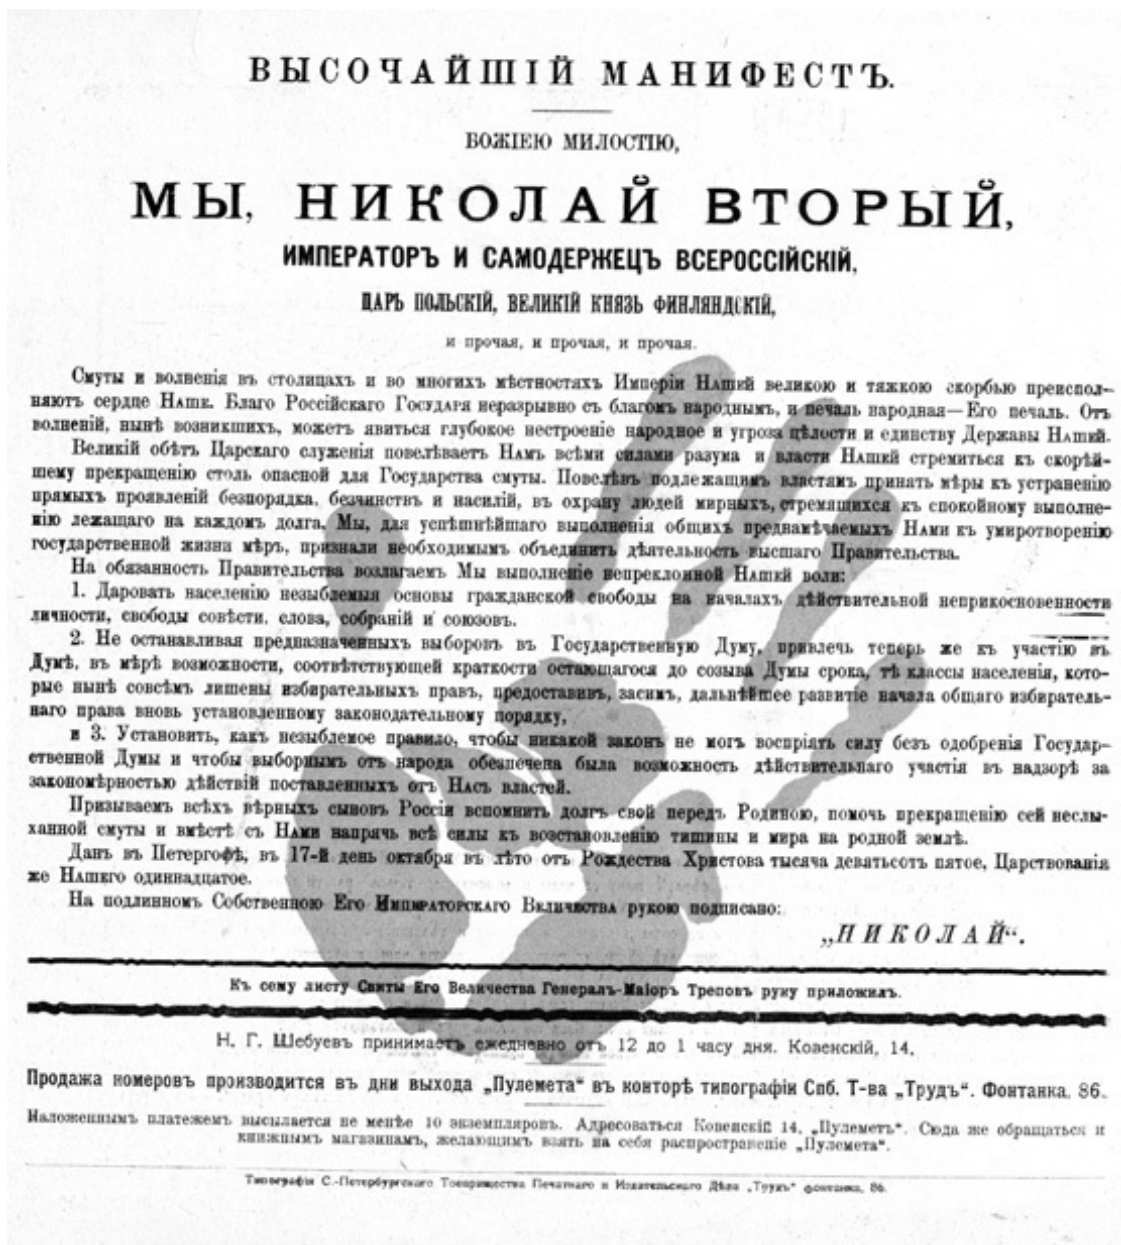 ВЫСОЧАЙШІЙ МАНИФЕСТЪ.
БОЖІЕЮ МИЛОСТІЮ,
МЫ, НИКОЛАЙ ВТОРЫЙ,
ИМПЕРАТОРЪ И САМОДЕРЖЕЦЪ ВСЕРОССІЙСКІЙ,
ЦАРЬ ПОЛЬСКІЙ, ВЕЛИКІЙ КНЯЗЬ ФИНЛЯНДСКІЙ,
и прочая, и прочая, и прочая.
Смуты и волненія въ столицахъ и во многихъ мѣстностяхъ Имперіи НАШЕЙ великою и тяжкою скорбью преиспол-
няютъ сердце НАШЕ. Благо Россійскаго ГОСУДАРЯ неразрывно съ благомъ народнымъ, и печаль народная—Его печаль. Отъ
волненій, нынѣ возникшихъ, можетъ явиться глубокое нестроеніе народное и угроза цѣлости и единству Державы НАШЕЙ.
Великій обѣтъ Царскаго служенія повелѣваетъ НАМЪ всѣми силами разума и власти НАШЕЙ стремиться къ скорѣй-
шему прекращенію столь опасной для Государства смуты. Повелѣвъ подлежащимъ властямъ принять мѣры къ устраненію
прямыхъ проявленій безпорядка, безчинствъ и насилій, въ охрану людей мирныхъ, стремящихся къ спокойному выполне-
нію лежащаго на каждомъ долга, Мы, для успѣшнѣйшаго выполненія общихъ преднамѣчаемыхъ НАМИ къ умиротворенію
государственной жизни мѣръ, признали необходимымъ объединить дѣятельность высшаго Правительства.
На обязанность Правительства возлагаемъ Мы выполненіе непреклонной НАШЕЙ воли:
1. Даровать населенію незыблемыя основы гражданской свободы на началахъ дѣйствительной неприкосновенности
личности, свободы совѣсти, слова, собраній и союзовъ.
2. Не останавливая предназначенныхъ выборовъ въ Государственную Думу, привлечь теперь же къ участію въ
Думѣ, въ мѣрѣ возможности, соотвѣтствующей краткости остающагося до созыва Думы срока, тѣ классы населенія, кото-
рые нынѣ совсѣмъ лишены избирательныхъ правъ, предоставивъ, засимъ, дальнѣйшее развитіе начала общаго избиратель-
наго права вновь установленному законодательному порядку,
и 3. Установить, какъ незыблемое правило, чтобы никакой законъ не могъ воспріять силу безъ одобренія Государ-
ственной Думы и чтобы выборнымъ отъ народа обезпечена была возможность дѣйствительнаго участія въ надзорѣ за
закономѣрностью дѣйствій поставленныхъ отъ НАСЪ властей.
Призываемъ всѣхъ вѣрныхъ сыновъ Россіи вспомнить долгъ свой передъ Родиною, помочь прекращенію сей неслы-
ханной смуты и вмѣстѣ съ НАМИ напрячь всѣ силы къ возстановленію тишины и мира на родной землѣ.
Данъ въ Петергофѣ, въ 17-й день октября въ лѣто отъ Рождества Христова тысяча девятьсотъ пятое, Царствованія
же НАШЕГО одиннадцатое.
На подлинномъ Собственною Его ИМПЕРАТОРСКАГО ВЕЛИЧЕСТВА рукою подписано:
„НИКОЛАЙ“.
Къ сему листу Свиты Его Величества Генералъ-Маіоръ Треповъ руку приложилъ.
Н. Г. Шебуевъ принимаетъ ежедневно отъ 12 до 1 часу дня. Ковенскій, 14.
Продажа номеровъ производится въ дни выхода „Пулемета“ въ конторѣ типографіи Спб. Т-ва „Трудъ“. Фонтанка, 86.
Наложеннымъ платежемъ высылается не менѣе 10 экземпляровъ. Адресоваться Ковенскій 14, „Пулеметъ“. Сюда же обращаться и
книжнымъ магазинамъ, желающимъ взять на себя распространеніе „Пулемета“.
Типографія С.-Петербургскаго Товарищества Печатнаго и Издательскаго Дѣла „Трудъ“ фонтанка, 86.